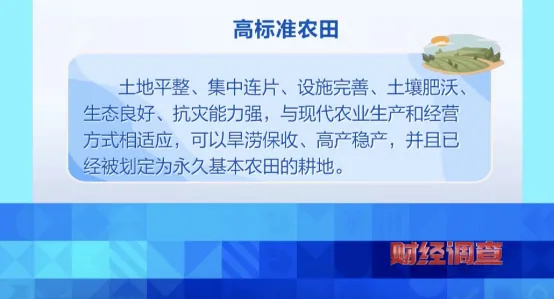 高标准农田
土地平整、集中连片、设施完善、土壤肥沃、
生态良好、抗灾能力强，与现代农业生产和经营
方式相适应，可以旱涝保收、高产稳产，并且已
经被划定为永久基本农田的耕地。
财经调查